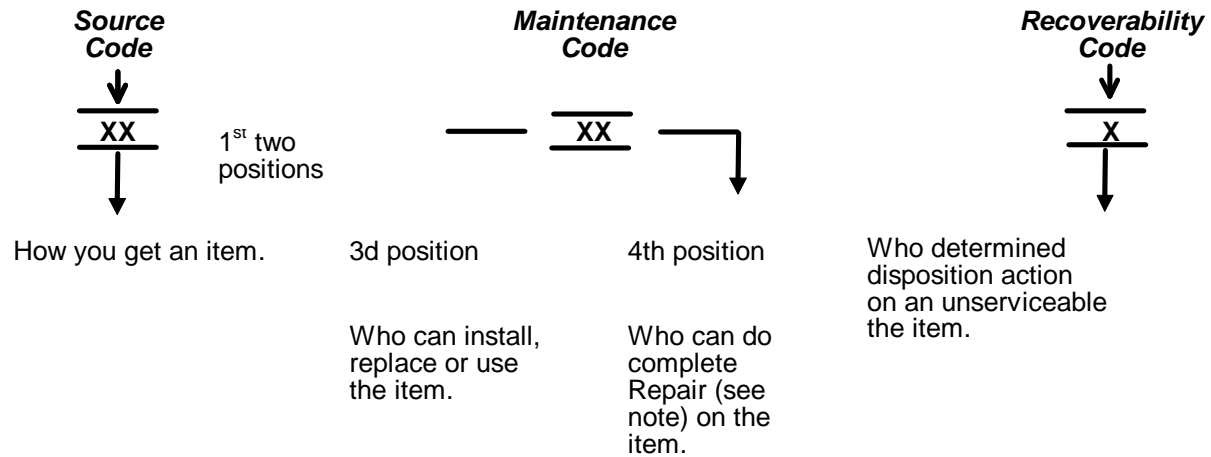 Source
Code
Maintenance
Code
Recoverability
Code
XX
1st two
positions
XX
X
How you get an item.
3d position
Who can install,
replace or use
the item.
4th position
Who can do
complete
Repair (see
note) on the
item.
Who determined
disposition action
on an unserviceable
the item.